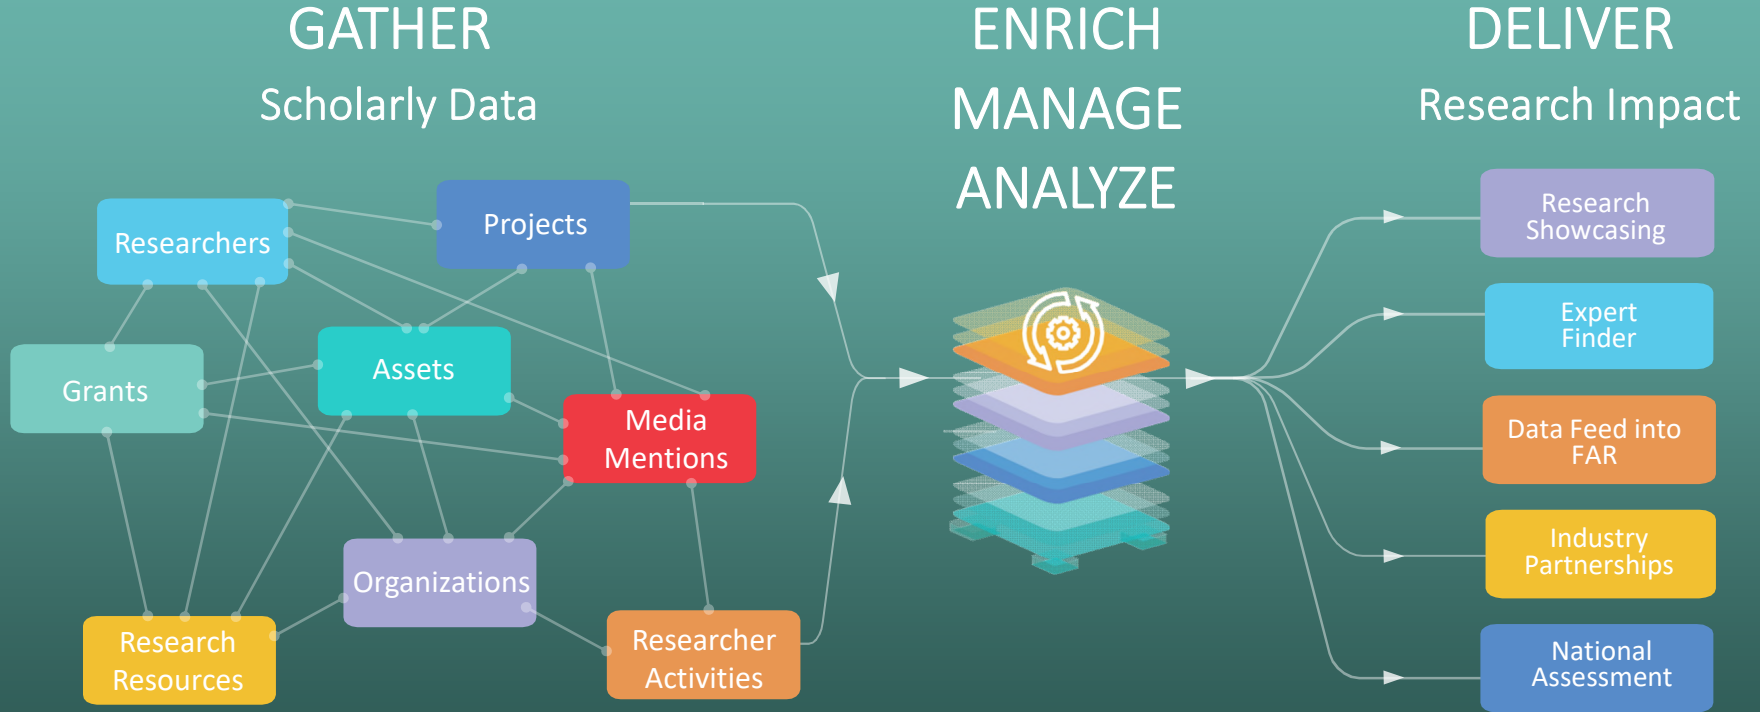 GATHER
Scholarly Data
ENRICH
MANAGE
ANALYZE
DELIVER
Research Impact
Researchers
Projects
Grants
Assets
Media
Mentions
Organizations
Research
Resources
Researcher
Activities
Research
Showcasing
Expert
Finder
Data Feed into
FAR
Industry
Partnerships
National
Assessment